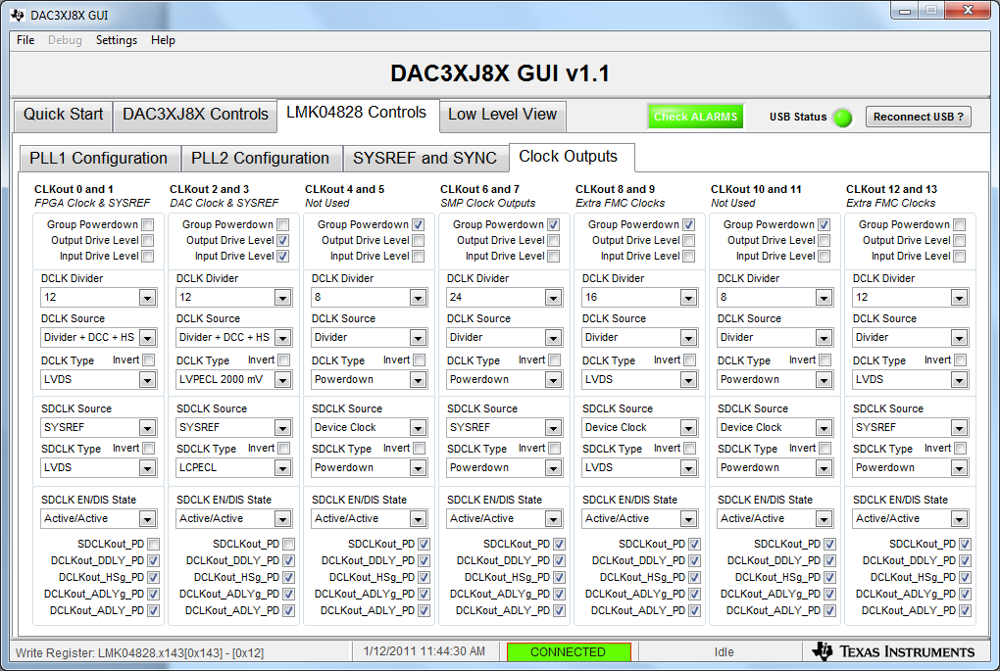 DAC3XJ8X GUI
File Debug Settings Help
DAC3XJ8X GUI v1.1
Quick Start DAC3XJ8X Controls LMK04828 Controls Low Level View Check ALARMS USB Status Reconnect USB ?
PLL1 Configuration PLL2 Configuration SYSREF and SYNC Clock Outputs
CLKout 0 and 1 CLKout 2 and 3 CLKout 4 and 5 CLKout 6 and 7 CLKout 8 and 9 CLKout 10 and 11 CLKout 12 and 13
FPGA Clock & SYSREF DAC Clock & SYSREF Not Used SMP Clock Outputs Extra FMC Clocks Not Used Extra FMC Clocks
Group Powerdown Group Powerdown Group Powerdown Group Powerdown Group Powerdown Group Powerdown Group Powerdown
Output Drive Level Output Drive Level Output Drive Level Output Drive Level Output Drive Level Output Drive Level Output Drive Level
Input Drive Level Input Drive Level Input Drive Level Input Drive Level Input Drive Level Input Drive Level Input Drive Level
DCLK Divider DCLK Divider DCLK Divider DCLK Divider DCLK Divider DCLK Divider DCLK Divider
12 12 8 24 16 8 12
DCLK Source DCLK Source DCLK Source DCLK Source DCLK Source DCLK Source DCLK Source
Divider + DCC + HS Divider + DCC + HS Divider Divider Divider Divider Divider
DCLK Type Invert DCLK Type Invert DCLK Type Invert DCLK Type Invert DCLK Type Invert DCLK Type Invert DCLK Type Invert
LVDS LVPECL 2000 mV Powerdown Powerdown LVDS Powerdown LVDS
SDCLK Source SDCLK Source SDCLK Source SDCLK Source SDCLK Source SDCLK Source SDCLK Source
SYSREF SYSREF Device Clock SYSREF Device Clock Device Clock SYSREF
SDCLK Type Invert SDCLK Type Invert SDCLK Type Invert SDCLK Type Invert SDCLK Type Invert SDCLK Type Invert SDCLK Type Invert
LVDS LCPECL Powerdown Powerdown LVDS Powerdown Powerdown
SDCLK EN/DIS State SDCLK EN/DIS State SDCLK EN/DIS State SDCLK EN/DIS State SDCLK EN/DIS State SDCLK EN/DIS State SDCLK EN/DIS State
Active/Active Active/Active Active/Active Active/Active Active/Active Active/Active Active/Active
SDCLKout_PD SDCLKout_PD SDCLKout_PD SDCLKout_PD SDCLKout_PD SDCLKout_PD SDCLKout_PD
DCLKout_DDLY_PD DCLKout_DDLY_PD DCLKout_DDLY_PD DCLKout_DDLY_PD DCLKout_DDLY_PD DCLKout_DDLY_PD DCLKout_DDLY_PD
DCLKout_HSg_PD DCLKout_HSg_PD DCLKout_HSg_PD DCLKout_HSg_PD DCLKout_HSg_PD DCLKout_HSg_PD DCLKout_HSg_PD
DCLKout_ADLYg_PD DCLKout_ADLYg_PD DCLKout_ADLYg_PD DCLKout_ADLYg_PD DCLKout_ADLYg_PD DCLKout_ADLYg_PD DCLKout_ADLYg_PD
DCLKout_ADLY_PD DCLKout_ADLY_PD DCLKout_ADLY_PD DCLKout_ADLY_PD DCLKout_ADLY_PD DCLKout_ADLY_PD DCLKout_ADLY_PD
Write Register: LMK04828.x143[0x143] - [0x12] 1/12/2011 11:44:30 AM CONNECTED Idle TEXAS INSTRUMENTS